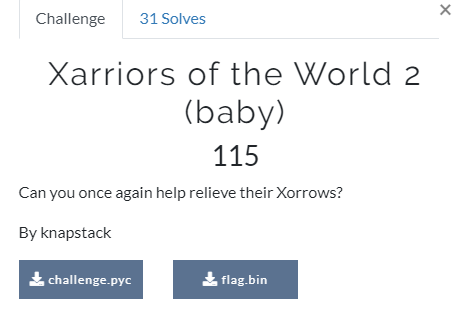 Challenge
31 Solves
×
Xarriors of the World 2
(baby)
115
Can you once again help relieve their Xorrows?
By knapstack
challenge.pyc
flag.bin